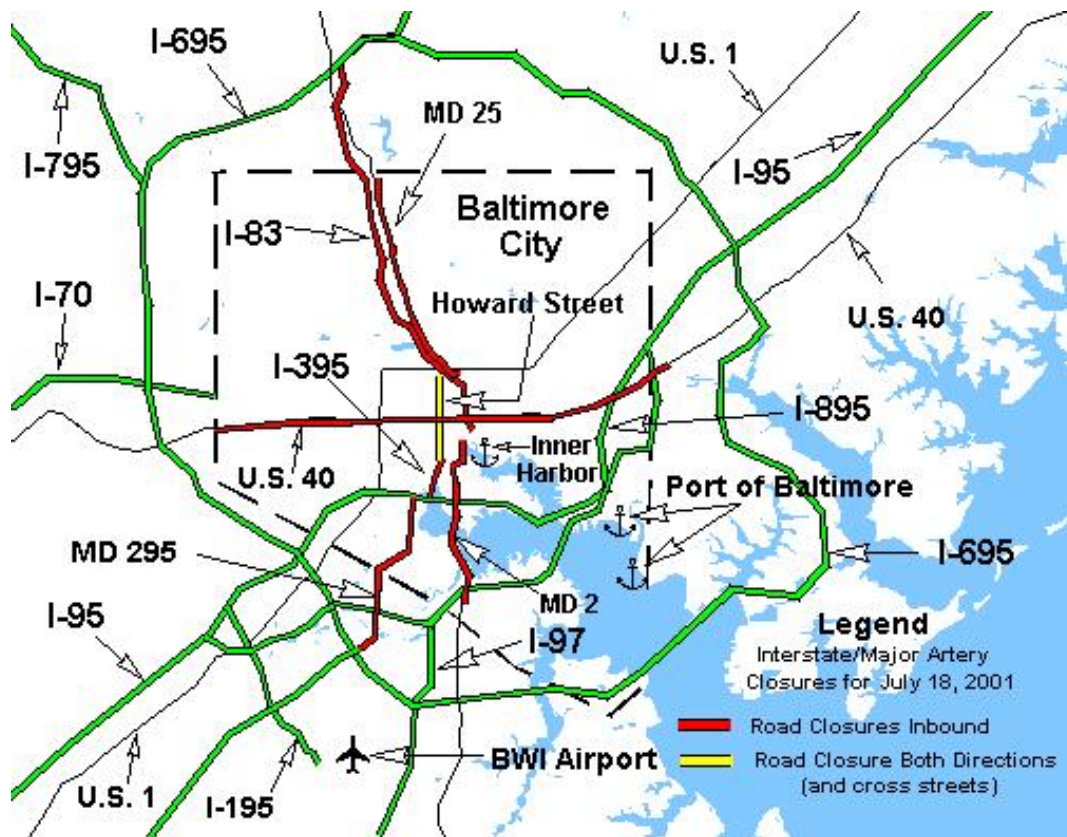 I-695
U.S. 1
MD 25
I-795
I-95
Baltimore
City
I-83
Howard Street
I-70
U.S. 40
I-395
I-895
Inner
Harbor
U.S. 40
Port of Baltimore
MD 295
I-695
MD 2
I-95
I-97
Legend
Interstate/Major Artery
Closures for July 18, 2001
Road Closures Inbound
BWI Airport
Road Closure Both Directions
(and cross streets)
U.S. 1
I-195